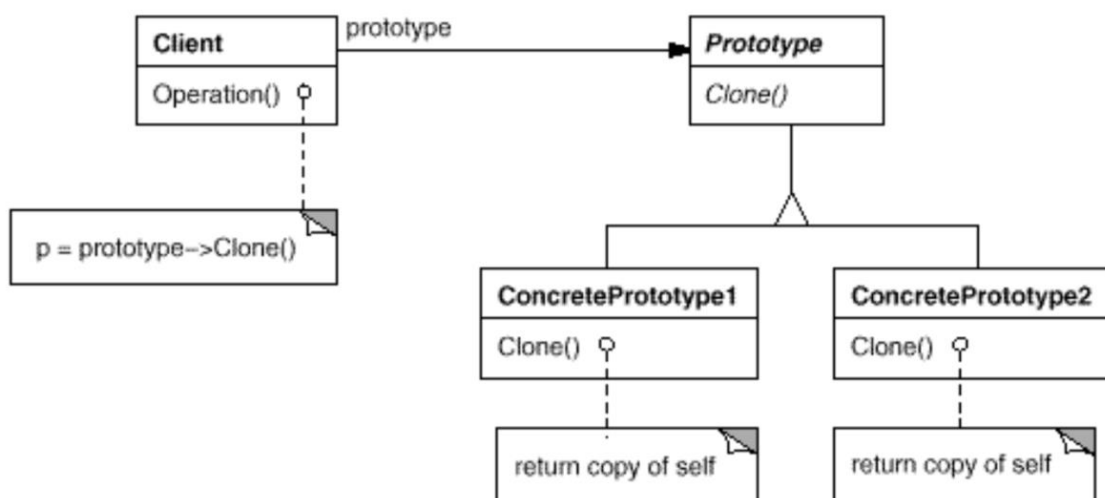 Client
prototype
Prototype
Operation()
Clone()
p = prototype–>Clone()
ConcretePrototype1
ConcretePrototype2
Clone()
Clone()
return copy of self
return copy of self